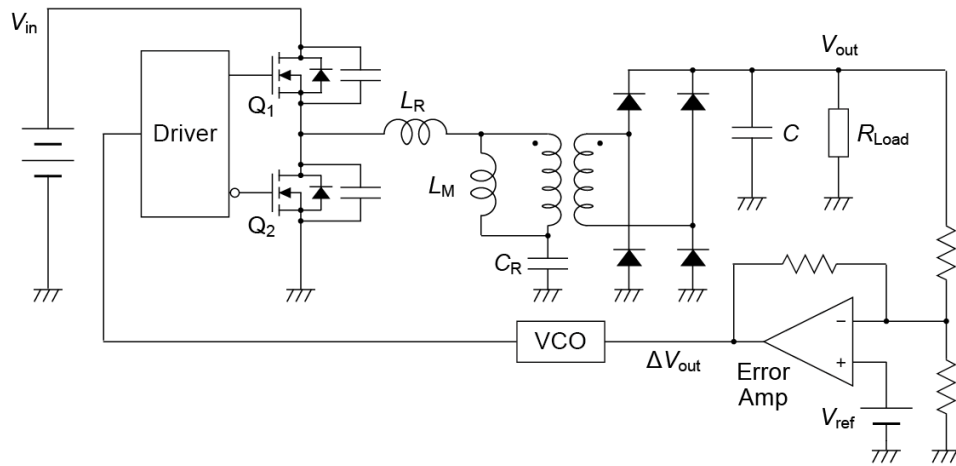 Vin
Vout
Driver
Q1
LR
C
RLoad
LM
Q2
CR
−
+
VCO
ΔVout
Error
Amp
Vref